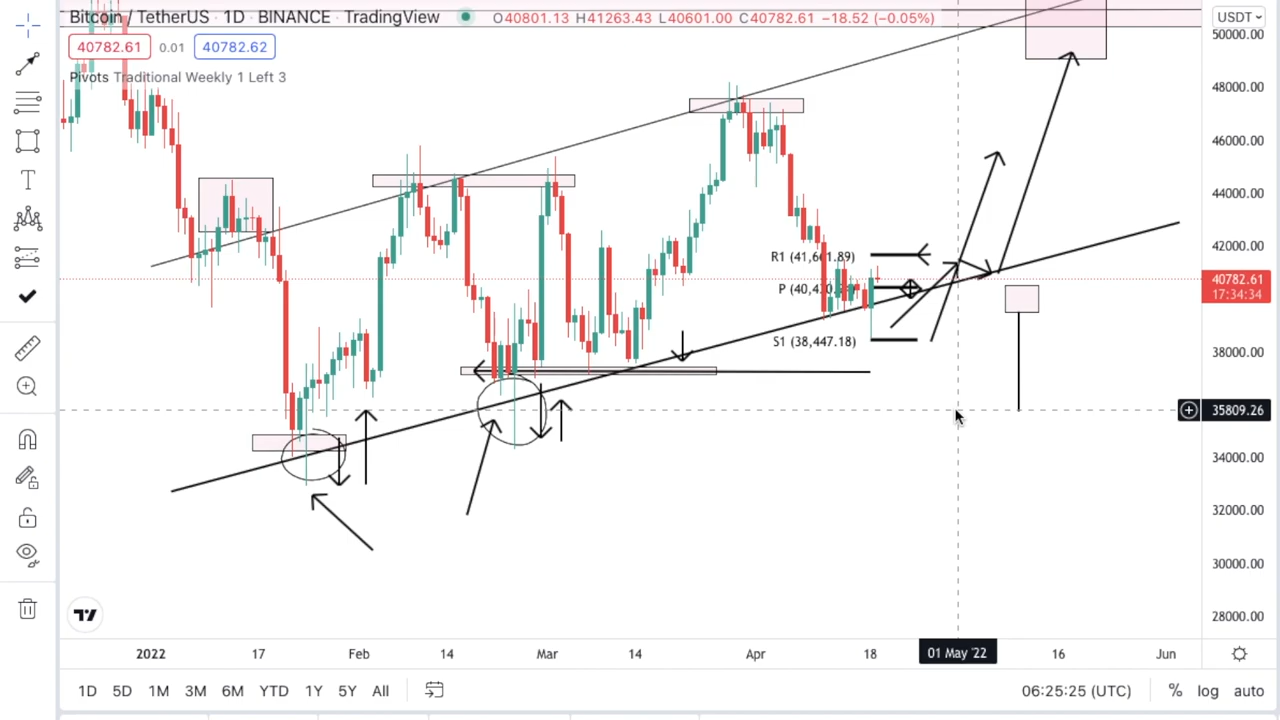 Bitcoin / TetherUS · 1D · BINANCE · TradingView O40801.13 H41263.43 L40601.00 C40782.61 −18.52 (−0.05%) USDT
40782.61 0.01 40782.62
Pivots Traditional Weekly 1 Left 3
50000.00
48000.00
46000.00
44000.00
42000.00
R1 (41,661.89)
40782.61
17:34:34
P (40,4
S1 (38,447.18)
38000.00
35809.26
34000.00
32000.00
30000.00
28000.00
2022 17 Feb 14 Mar 14 Apr 18 01 May '22 16 Jun
1D 5D 1M 3M 6M YTD 1Y 5Y All 06:25:25 (UTC) % log auto